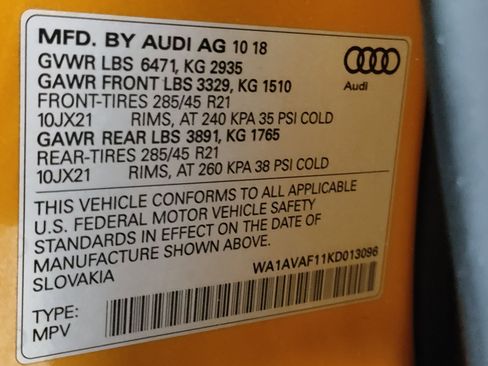 MFD. BY AUDI AG 10 18
GVWR LBS 6471, KG 2935
GAWR FRONT LBS 3329, KG 1510
FRONT-TIRES 285/45 R21
10JX21 RIMS, AT 240 KPA 35 PSI COLD
GAWR REAR LBS 3891, KG 1765
REAR-TIRES 285/45 R21
10JX21 RIMS, AT 260 KPA 38 PSI COLD
Audi
THIS VEHICLE CONFORMS TO ALL APPLICABLE
U.S. FEDERAL MOTOR VEHICLE SAFETY
STANDARDS IN EFFECT ON THE DATE OF
MANUFACTURE SHOWN ABOVE.
SLOVAKIA
WA1AVAF11KD013096
TYPE:
MPV